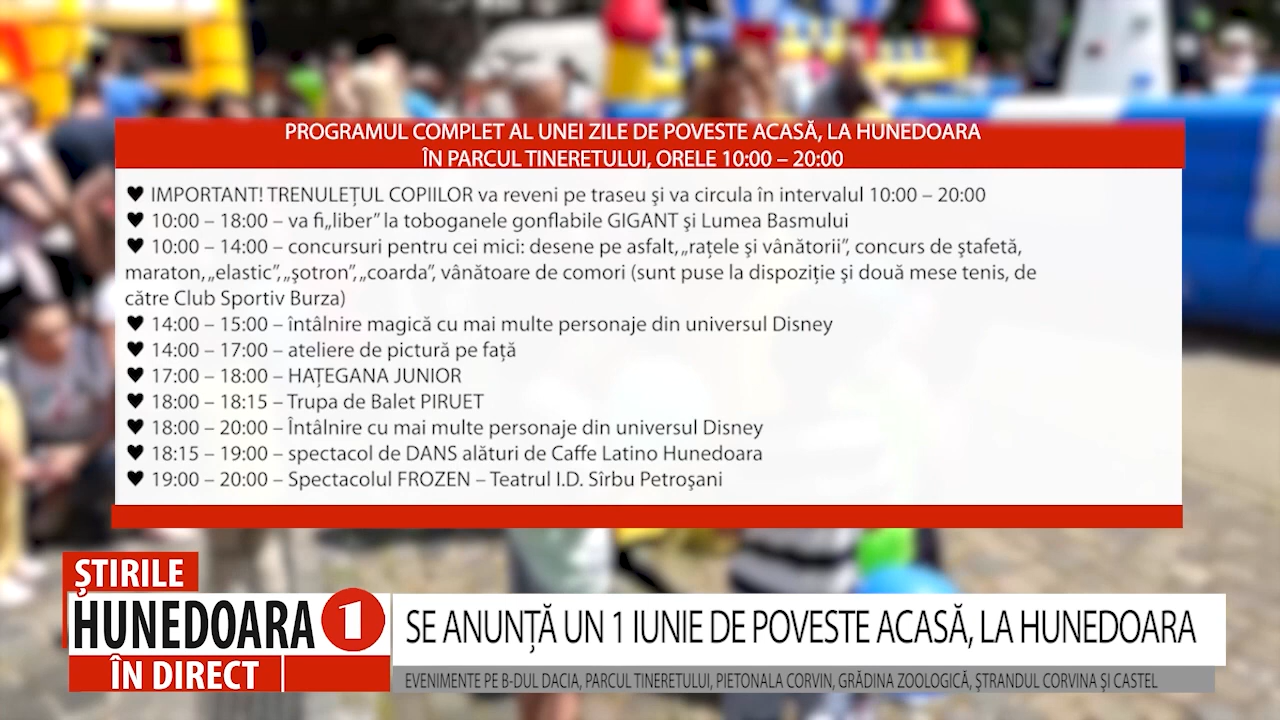 PROGRAMUL COMPLET AL UNEI ZILE DE POVESTE ACASĂ, LA HUNEDOARA
ÎN PARCUL TINERETULUI, ORELE 10:00 – 20:00
♥ IMPORTANT! TRENULEȚUL COPIILOR va reveni pe traseu şi va circula în intervalul 10:00 – 20:00
♥ 10:00 – 18:00 – va fi„liber” la toboganele gonflabile GIGANT şi Lumea Basmului
♥ 10:00 – 14:00 – concursuri pentru cei mici: desene pe asfalt,„rațele şi vânătorii”, concurs de ştafetă,
maraton,„elastic”,„şotron”,„coarda”, vânătoare de comori (sunt puse la dispoziție şi două mese tenis, de
către Club Sportiv Burza)
♥ 14:00 – 15:00 – întâlnire magică cu mai multe personaje din universul Disney
♥ 14:00 – 17:00 – ateliere de pictură pe față
♥ 17:00 – 18:00 – HAȚEGANA JUNIOR
♥ 18:00 – 18:15 – Trupa de Balet PIRUET
♥ 18:00 – 20:00 – Întâlnire cu mai multe personaje din universul Disney
♥ 18:15 – 19:00 – spectacol de DANS alături de Caffe Latino Hunedoara
♥ 19:00 – 20:00 – Spectacolul FROZEN – Teatrul I.D. Sîrbu Petroşani
ȘTIRILE
HUNEDOARA 1
ÎN DIRECT
SE ANUNȚĂ UN 1 IUNIE DE POVESTE ACASĂ, LA HUNEDOARA
EVENIMENTE PE B-DUL DACIA, PARCUL TINERETULUI, PIETONALA CORVIN, GRĂDINA ZOOLOGICĂ, ŞTRANDUL CORVINA ŞI CASTEL